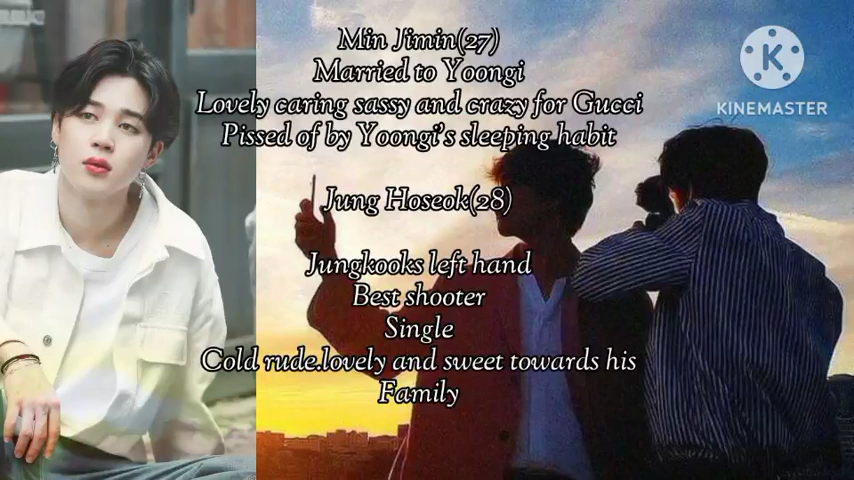 Min Jimin(27)
Married to Yoongi
Lovely caring sassy and crazy for Gucci
Pissed of by Yoongi's sleeping habit
Jung Hoseok(28)
Jungkooks left hand
Best shooter
Single
Cold rude.lovely and sweet towards his
Family
K
KINEMASTER